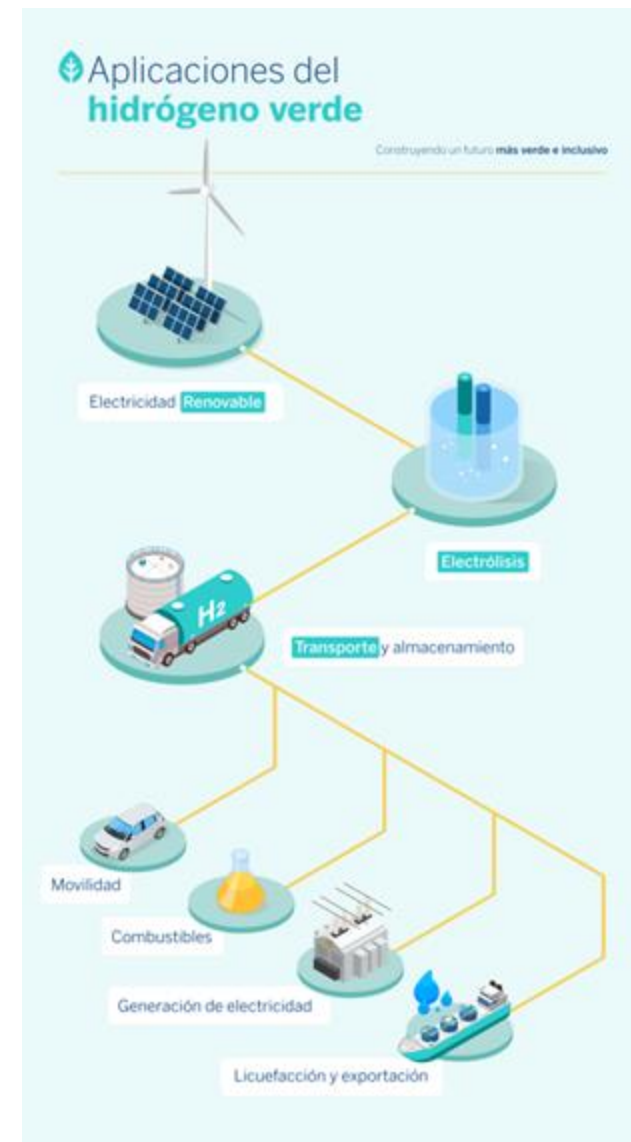 Aplicaciones del
hidrógeno verde
Construyendo un futuro más verde e inclusivo
Electricidad Renovable
Electrólisis
H2
Transporte y almacenamiento
Movilidad
Combustibles
Generación de electricidad
Licuefacción y exportación